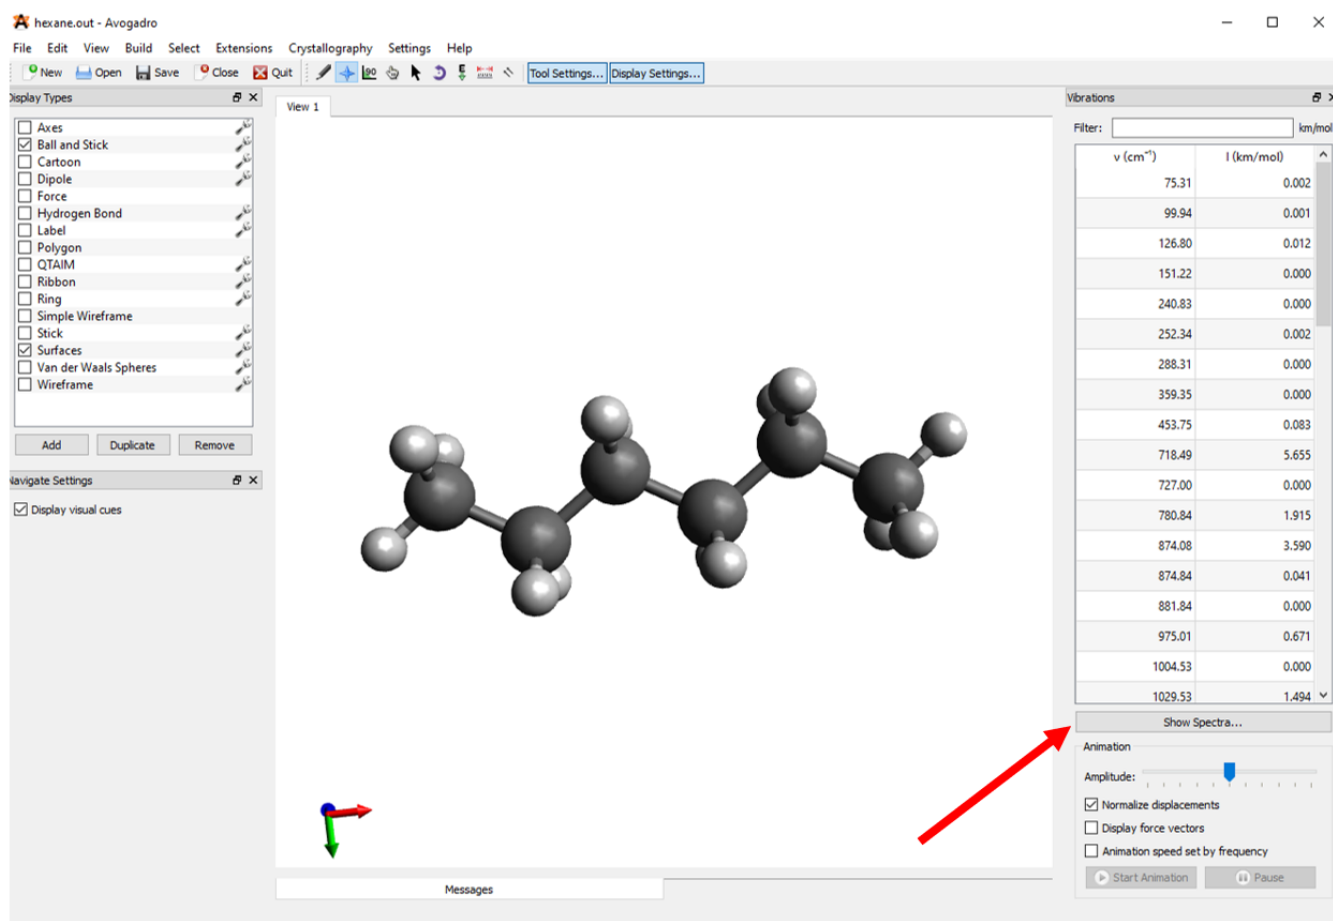 hexane.out - Avogadro
File Edit View Build Select Extensions Crystallography Settings Help
New Open Save Close Quit Tool Settings... Display Settings...
Display Types
Axes
Ball and Stick
Cartoon
Dipole
Force
Hydrogen Bond
Label
Polygon
QTAIM
Ribbon
Ring
Simple Wireframe
Stick
Surfaces
Van der Waals Spheres
Wireframe
Add Duplicate Remove
Navigate Settings
Display visual cues
View 1
Messages
Vibrations
Filter: km/mol
ν (cm⁻¹) I (km/mol)
75.31 0.002
99.94 0.001
126.80 0.012
151.22 0.000
240.83 0.000
252.34 0.002
288.31 0.000
359.35 0.000
453.75 0.083
718.49 5.655
727.00 0.000
780.84 1.915
874.08 3.590
874.84 0.041
881.84 0.000
975.01 0.671
1004.53 0.000
1029.53 1.494
Show Spectra...
Animation
Amplitude:
Normalize displacements
Display force vectors
Animation speed set by frequency
Start Animation Pause